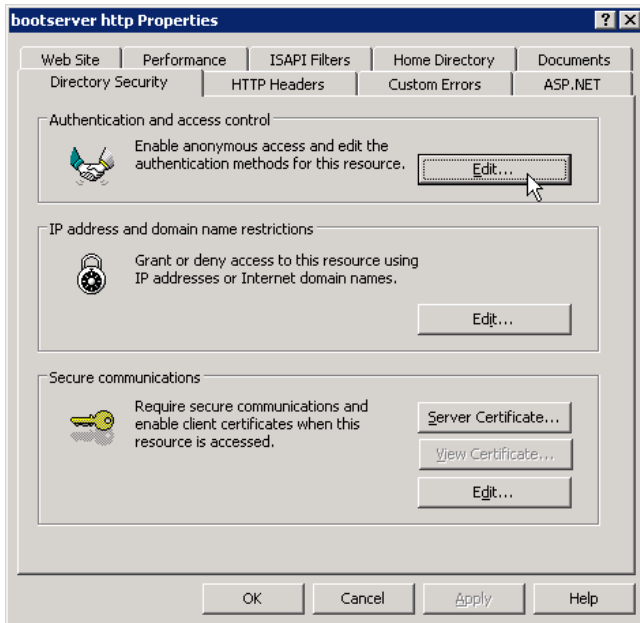 bootserver http Properties
? X
Web Site Performance ISAPI Filters Home Directory Documents
Directory Security HTTP Headers Custom Errors ASP.NET
Authentication and access control
Enable anonymous access and edit the
authentication methods for this resource.
Edit...
IP address and domain name restrictions
Grant or deny access to this resource using
IP addresses or Internet domain names.
Edit...
Secure communications
Require secure communications and
enable client certificates when this
resource is accessed.
Server Certificate...
View Certificate...
Edit...
OK Cancel Apply Help